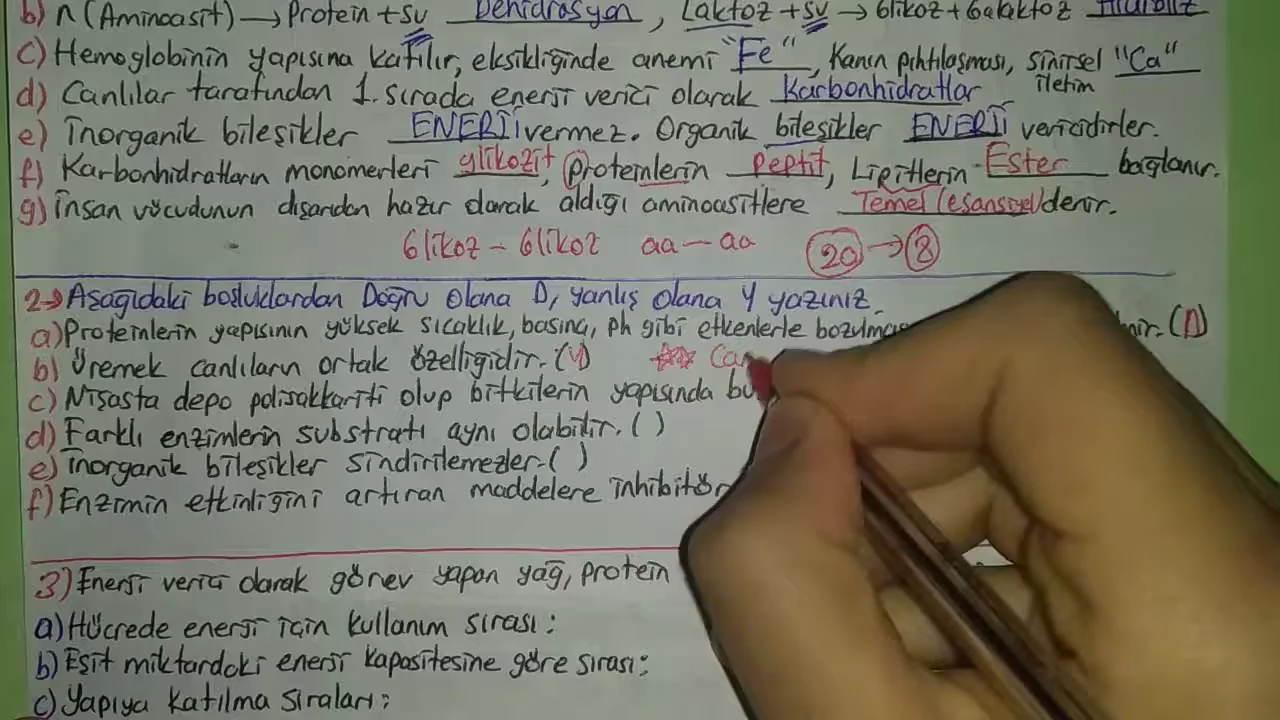 b) n (Aminoasit) → Protein + su Dehidrasyon, Laktoz + su → Glikoz + Galaktoz Hidroliz
c) Hemoglobinin yapısına katılır, eksikliğinde anemi "Fe", Kanın pıhtılaşması, sinirsel iletim "Ca"
d) Canlılar tarafından 1. sırada enerji verici olarak Karbonhidratlar
e) İnorganik bileşikler ENERJİ vermez. Organik bileşikler ENERJİ vericidirler.
f) Karbonhidratların monomerleri glikozit, Proteinlerin peptit, Lipitlerin Ester bağlanır.
g) İnsan vücudunun dışarıdan hazır olarak aldığı aminoasitlere Temel (esansiyel) denir.
Glikoz - Glikoz aa - aa 20 → 8
2→ Aşağıdaki boşluklardan Doğru olana D, yanlış olana Y yazınız.
a) Proteinlerin yapısının yüksek sıcaklık, basınç, ph gibi etkenlerle (D)
b) Üremek canlıların ortak özelliğidir. (Y)
c) Nişasta depo polisakkariti olup bitkilerin yapısında
d) Farklı enzimlerin substratı aynı olabilir. ( )
e) İnorganik bileşikler sindirilemezler. ( )
f) Enzimin etkinliğini artıran maddelere inhibitör
3) Enerji verici olarak görev yapan yağ, protein
a) Hücrede enerji için kullanım sırası:
b) Eşit miktardaki enerji kapasitesine göre sırası:
c) Yapıya katılma sıraları: